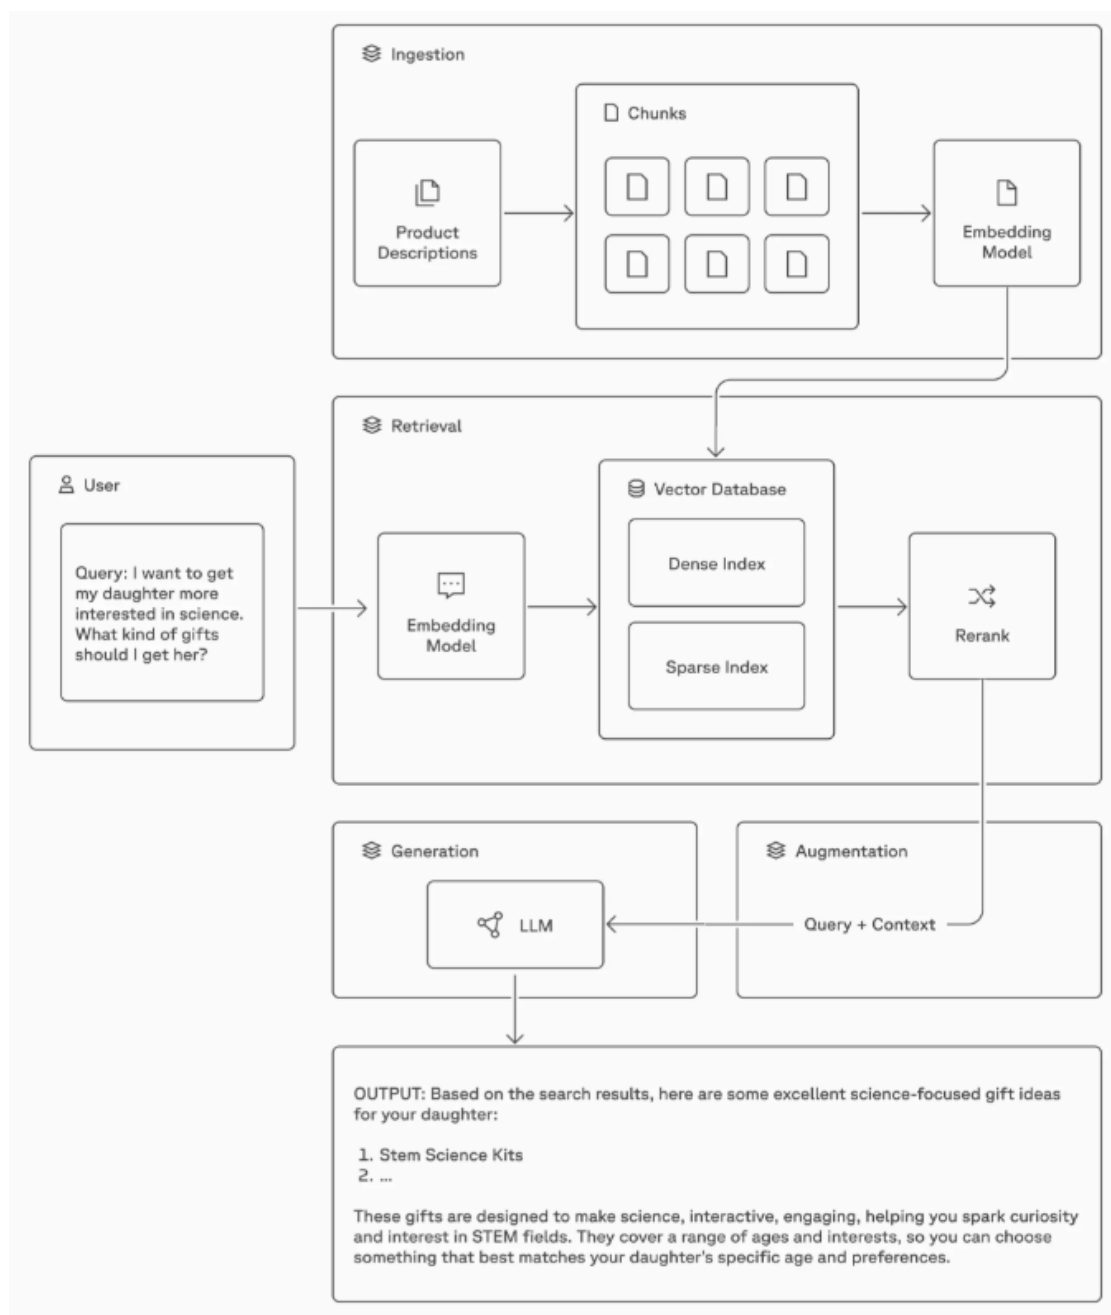 Ingestion
Chunks
Product
Descriptions
Embedding
Model
Retrieval
User
Query: I want to get
my daughter more
interested in science.
What kind of gifts
should I get her?
Embedding
Model
Vector Database
Dense Index
Sparse Index
Rerank
Generation
LLM
Augmentation
Query + Context
OUTPUT: Based on the search results, here are some excellent science-focused gift ideas
for your daughter:
1. Stem Science Kits
2. ...
These gifts are designed to make science, interactive, engaging, helping you spark curiosity
and interest in STEM fields. They cover a range of ages and interests, so you can choose
something that best matches your daughter's specific age and preferences.